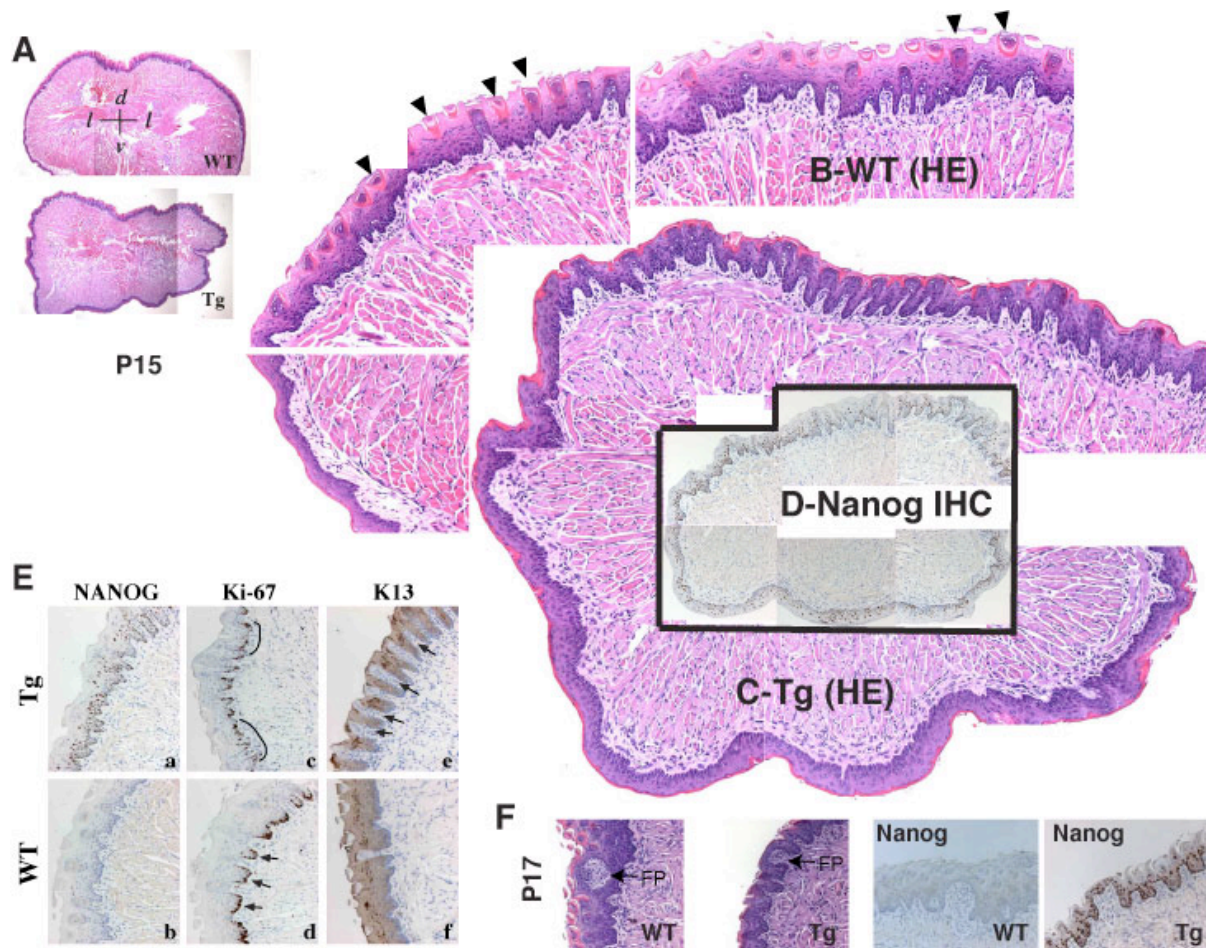 A
d
l l
v
WT
Tg
P15
B-WT (HE)
D-Nanog IHC
C-Tg (HE)
E
NANOG Ki-67 K13
Tg
a c e
WT
b d f
F
P17
FP
WT
FP
Tg
Nanog
WT
Nanog
Tg